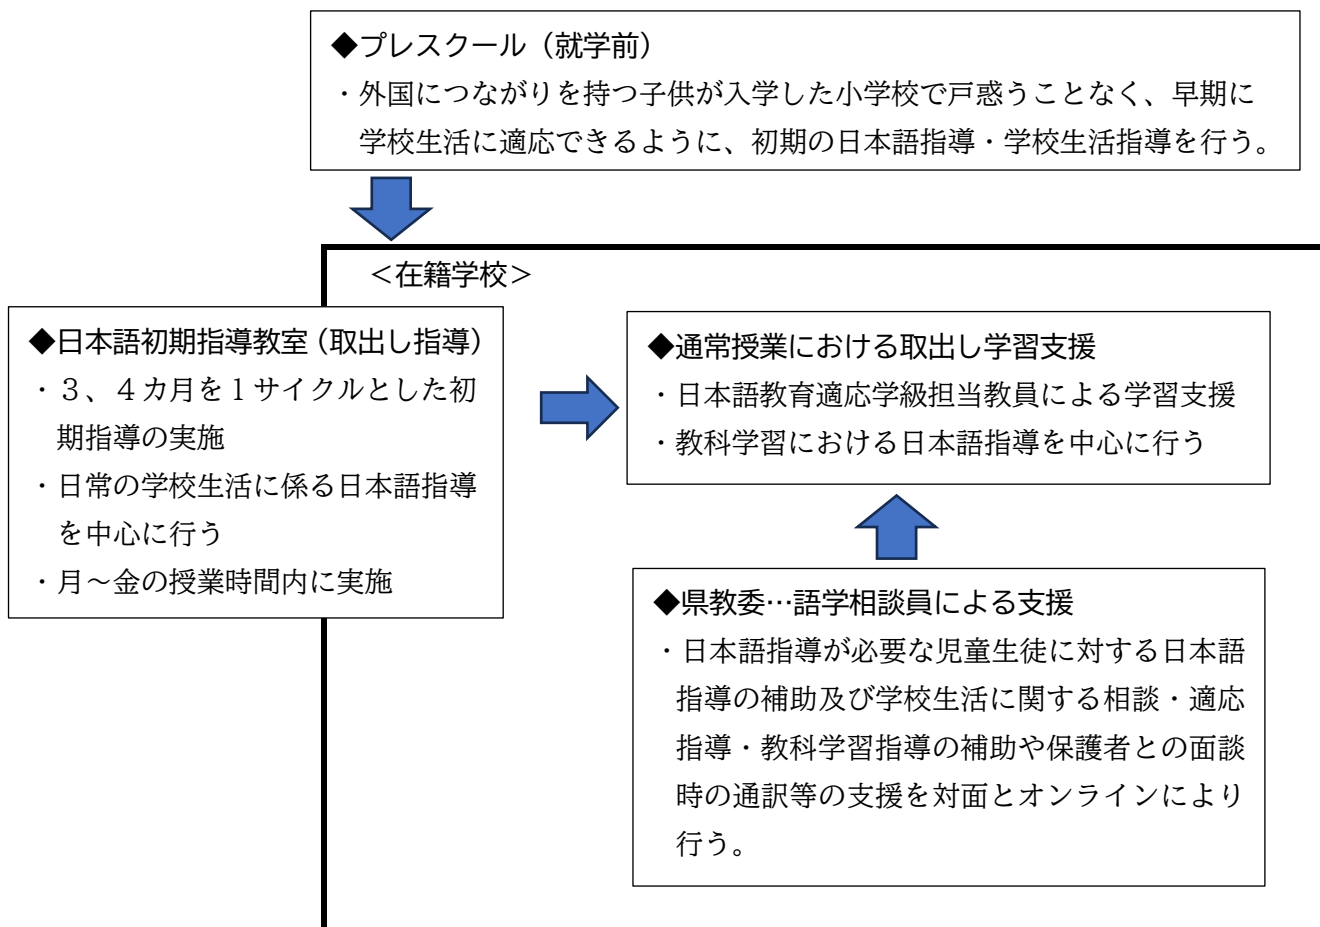 ◆プレスクール（就学前）
・外国につながりを持つ子供が入学した小学校で戸惑うことなく、早期に
学校生活に適応できるように、初期の日本語指導・学校生活指導を行う。
＜在籍学校＞
◆日本語初期指導教室（取出し指導）
・３、４カ月を１サイクルとした初
期指導の実施
・日常の学校生活に係る日本語指導
を中心に行う
・月～金の授業時間内に実施
◆通常授業における取出し学習支援
・日本語教育適応学級担当教員による学習支援
・教科学習における日本語指導を中心に行う
◆県教委…語学相談員による支援
・日本語指導が必要な児童生徒に対する日本語
指導の補助及び学校生活に関する相談・適応
指導・教科学習指導の補助や保護者との面談
時の通訳等の支援を対面とオンラインにより
行う。